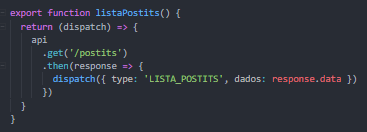 export function listaPostits() {
  return (dispatch) => {
    api
      .get('/postits')
      .then(response => {
        dispatch({ type: 'LISTA_POSTITS', dados: response.data })
      })
  }
}